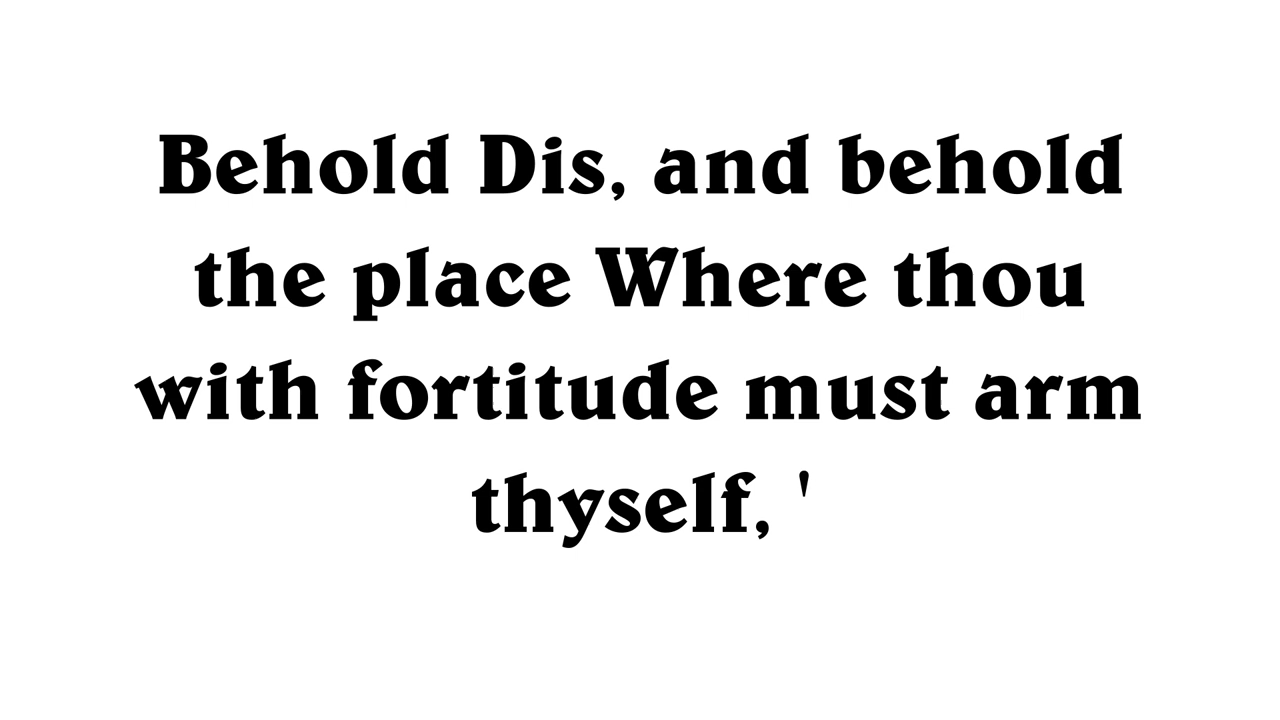 Behold Dis, and behold
the place Where thou
with fortitude must arm
thyself, '